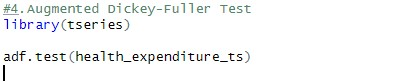 #4.Augmented Dickey-Fuller Test
library(tseries)
adf.test(health_expenditure_ts)